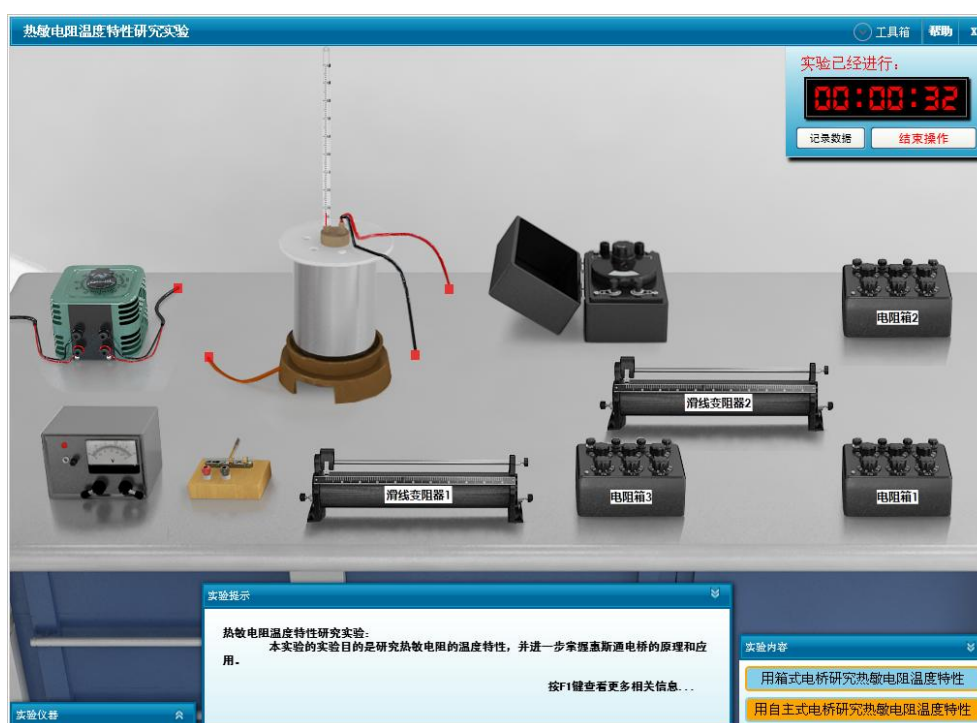 热敏电阻温度特性研究实验
工具箱 帮助 x
实验已经进行：
00:00:32
记录数据 结束操作
电阻箱2
滑线变阻器2
滑线变阻器1
电阻箱3
电阻箱1
实验提示
热敏电阻温度特性研究实验：
本实验的实验目的是研究热敏电阻的温度特性，并进一步掌握惠斯通电桥的原理和应
用。
按F1键查看更多相关信息...
实验内容
用箱式电桥研究热敏电阻温度特性
用自主式电桥研究热敏电阻温度特性
实验仪器